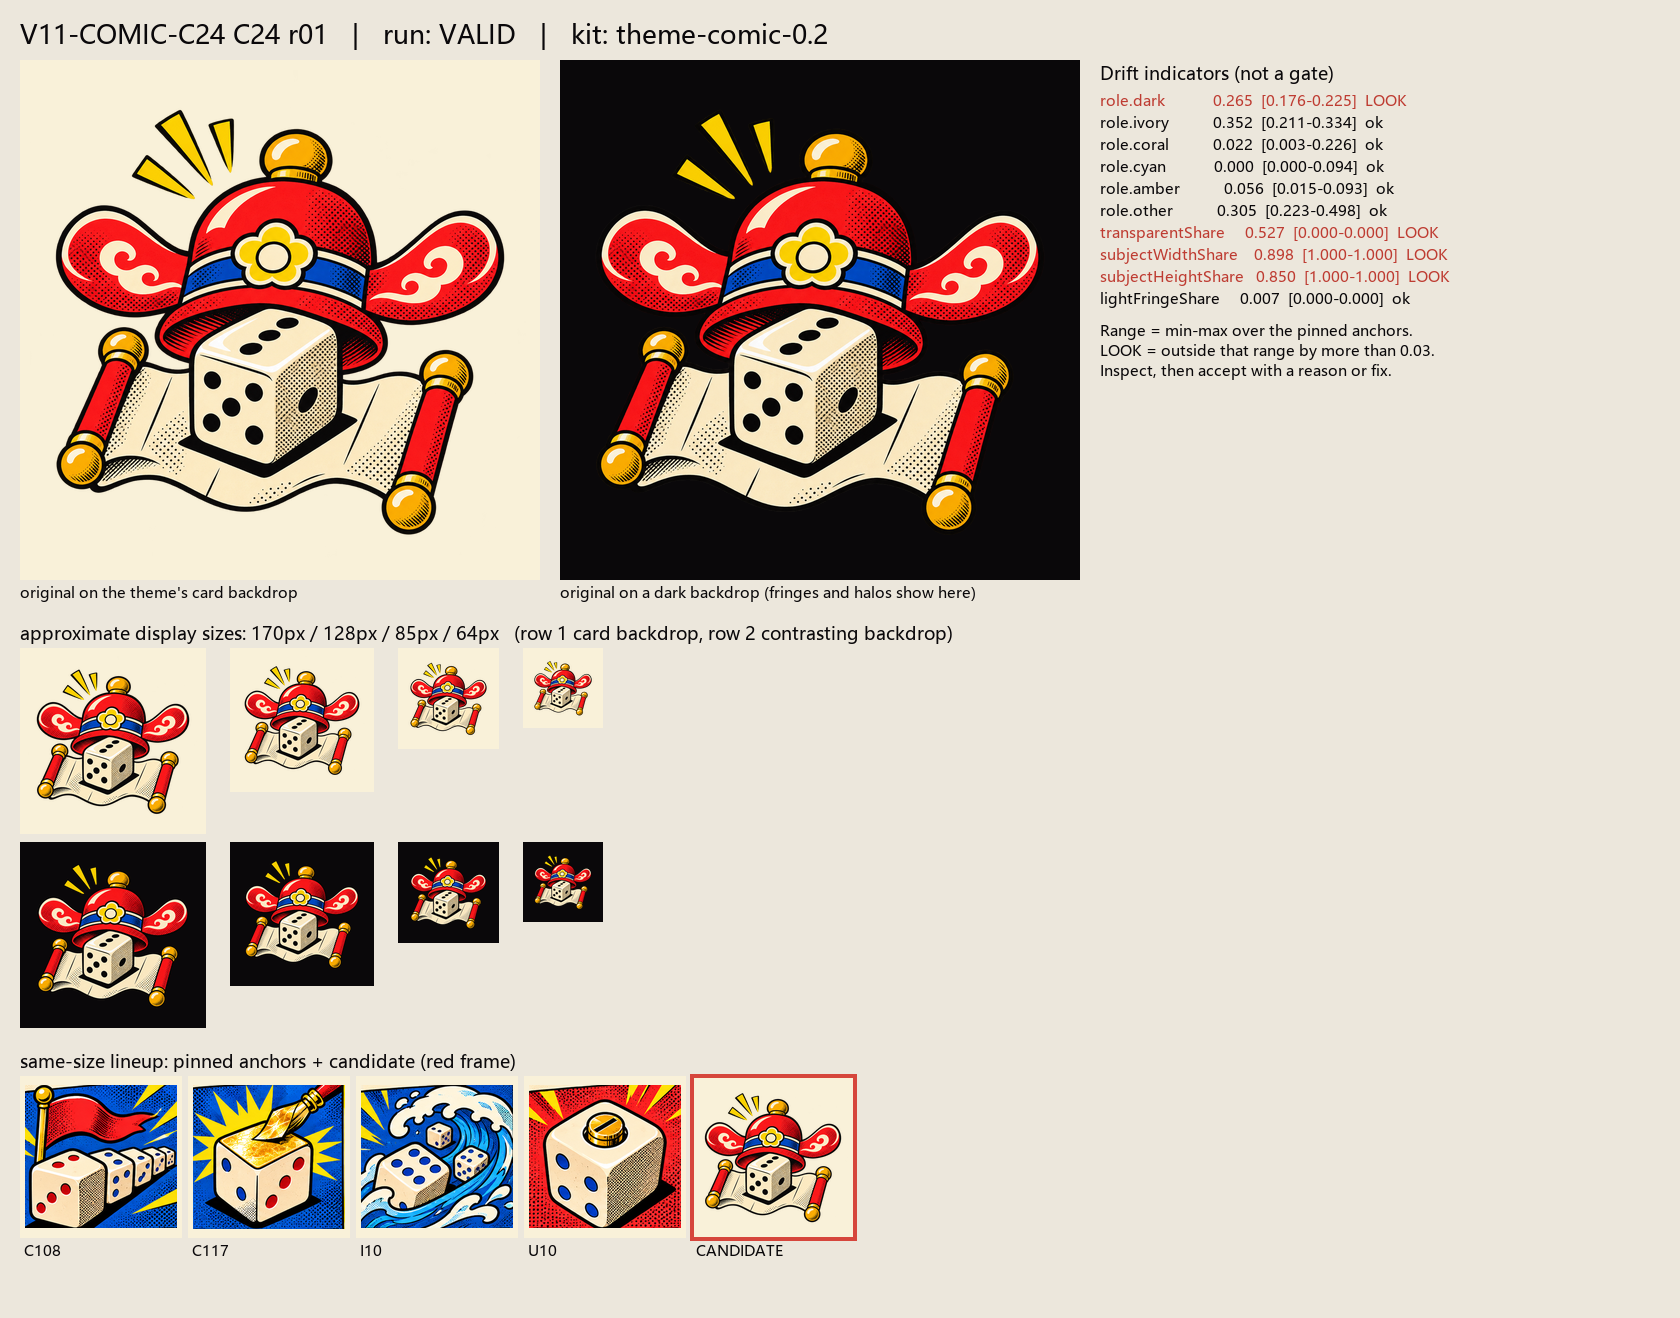 V11-COMIC-C24 C24 r01 | run: VALID | kit: theme-comic-0.2
Drift indicators (not a gate)
role.dark 0.265 [0.176-0.225] LOOK
role.ivory 0.352 [0.211-0.334] ok
role.coral 0.022 [0.003-0.226] ok
role.cyan 0.000 [0.000-0.094] ok
role.amber 0.056 [0.015-0.093] ok
role.other 0.305 [0.223-0.498] ok
transparentShare 0.527 [0.000-0.000] LOOK
subjectWidthShare 0.898 [1.000-1.000] LOOK
subjectHeightShare 0.850 [1.000-1.000] LOOK
lightFringeShare 0.007 [0.000-0.000] ok
Range = min-max over the pinned anchors.
LOOK = outside that range by more than 0.03.
Inspect, then accept with a reason or fix.
original on the theme's card backdrop
original on a dark backdrop (fringes and halos show here)
approximate display sizes: 170px / 128px / 85px / 64px (row 1 card backdrop, row 2 contrasting backdrop)
same-size lineup: pinned anchors + candidate (red frame)
C108
C117
I10
U10
CANDIDATE